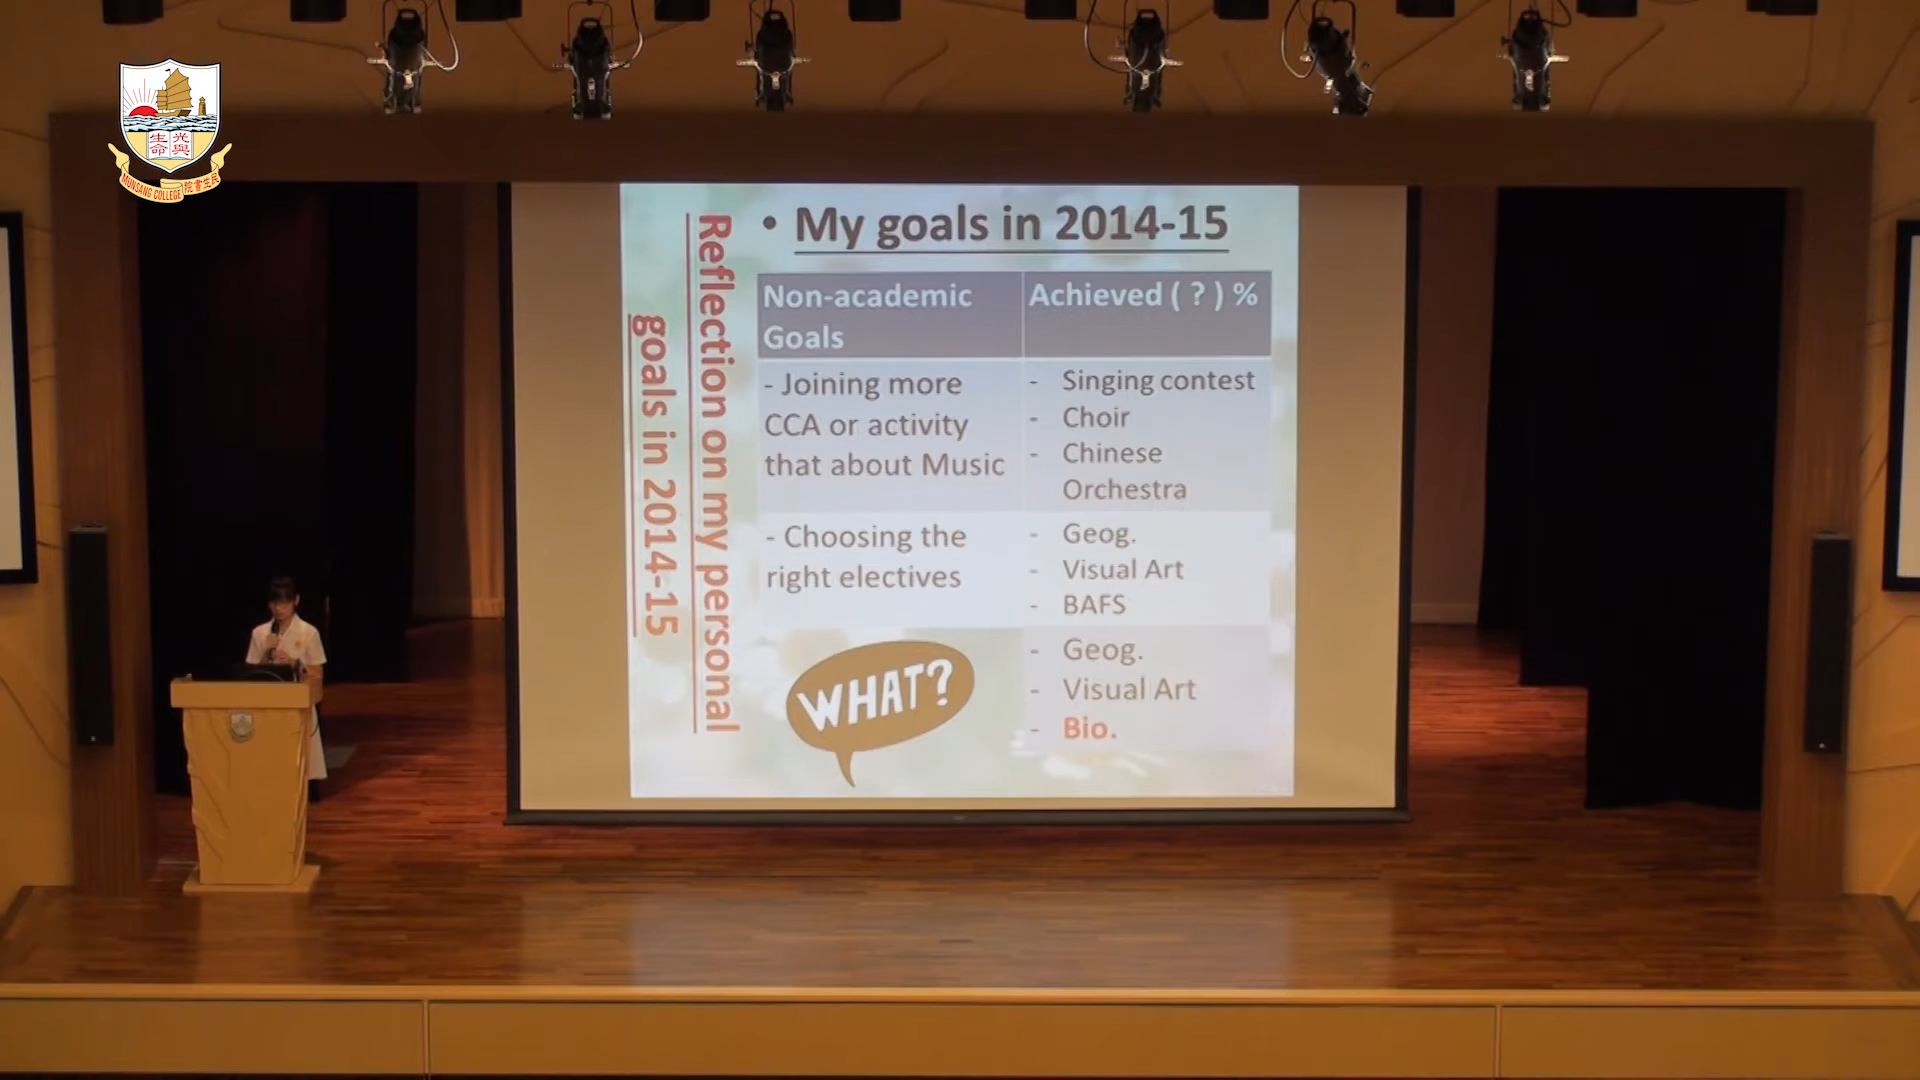 生 光
命 與
MUNSANG COLLEGE 院書生民
Reflection on my personal
goals in 2014-15
• My goals in 2014-15
Non-academic
Goals
Achieved ( ? ) %
- Joining more
CCA or activity
that about Music
- Singing contest
- Choir
- Chinese
Orchestra
- Choosing the
right electives
- Geog.
- Visual Art
- BAFS
WHAT?
- Geog.
- Visual Art
- Bio.